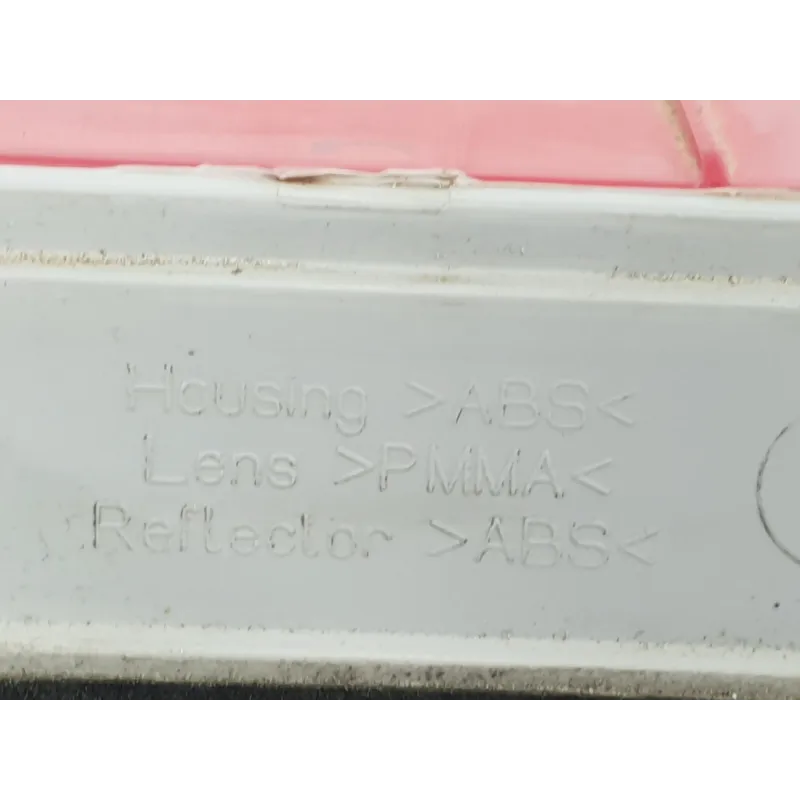 Housing >ABS<
Lens >PMMA<
Reflector >ABS<